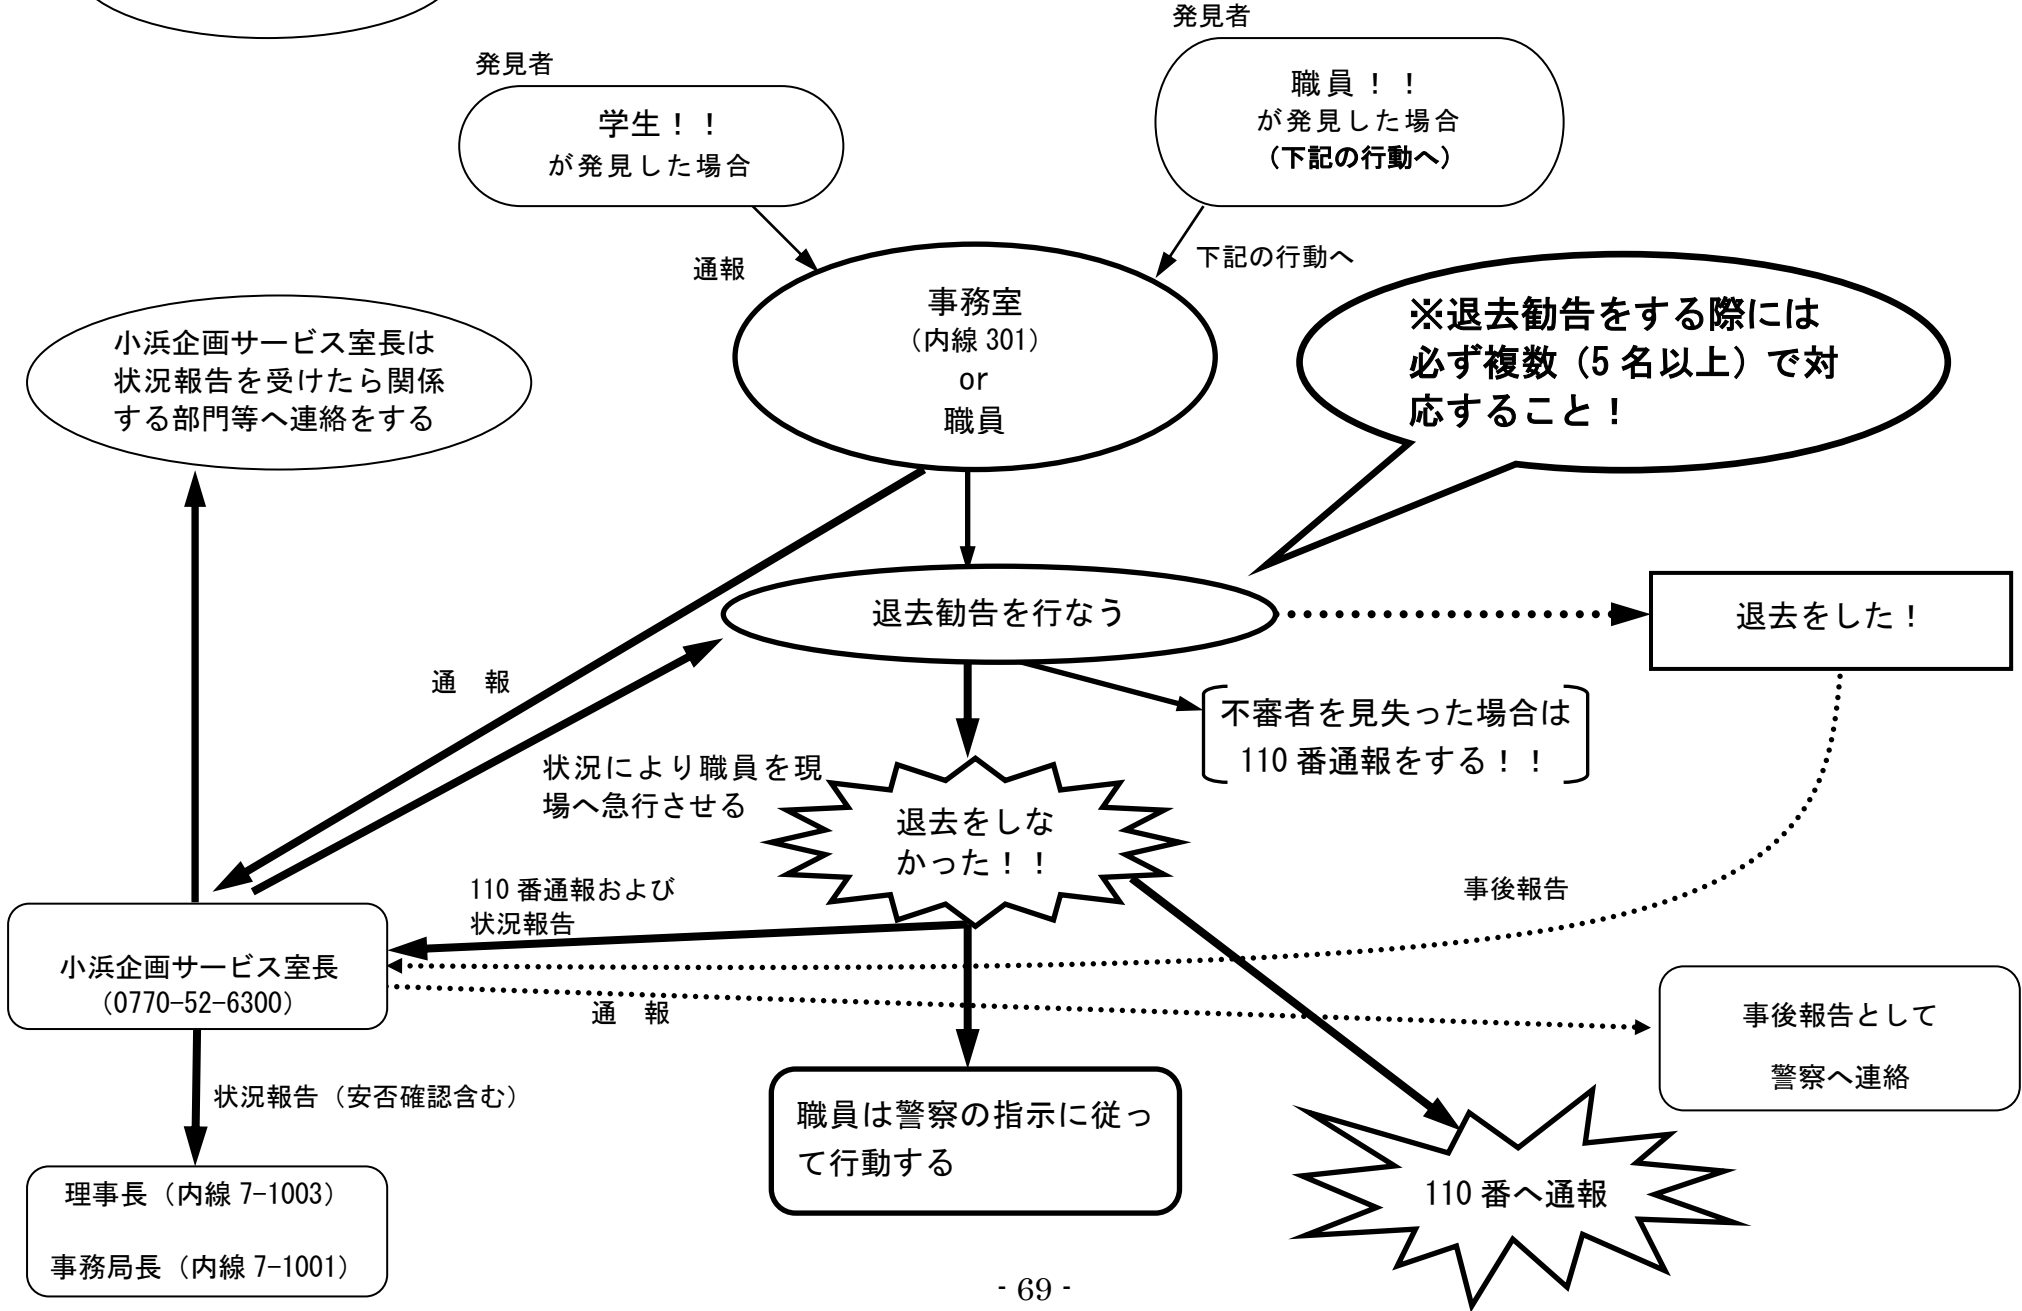 発見者
発見者
職員！！
が発見した場合
（下記の行動へ）
学生！！
が発見した場合
通報
下記の行動へ
事務室
（内線 301）
or
職員
※退去勧告をする際には
必ず複数（5 名以上）で対
応すること！
小浜企画サービス室長は
状況報告を受けたら関係
する部門等へ連絡をする
退去勧告を行なう
退去をした！
通　報
不審者を見失った場合は
110 番通報をする！！
状況により職員を現
場へ急行させる
退去をしな
かった！！
110 番通報および
状況報告
事後報告
小浜企画サービス室長
（0770-52-6300）
通　報
事後報告として
警察へ連絡
状況報告（安否確認含む）
職員は警察の指示に従っ
て行動する
110 番へ通報
理事長（内線 7-1003）
事務局長（内線 7-1001）
- 69 -